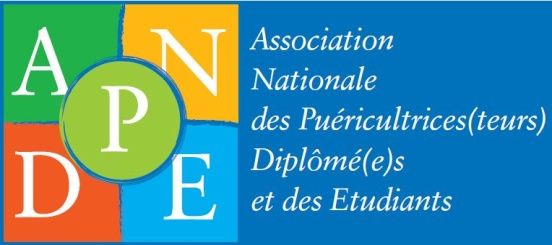 A N
P
D E
Association
Nationale
des Puéricultrices(teurs)
Diplômé(e)s
et des Etudiants